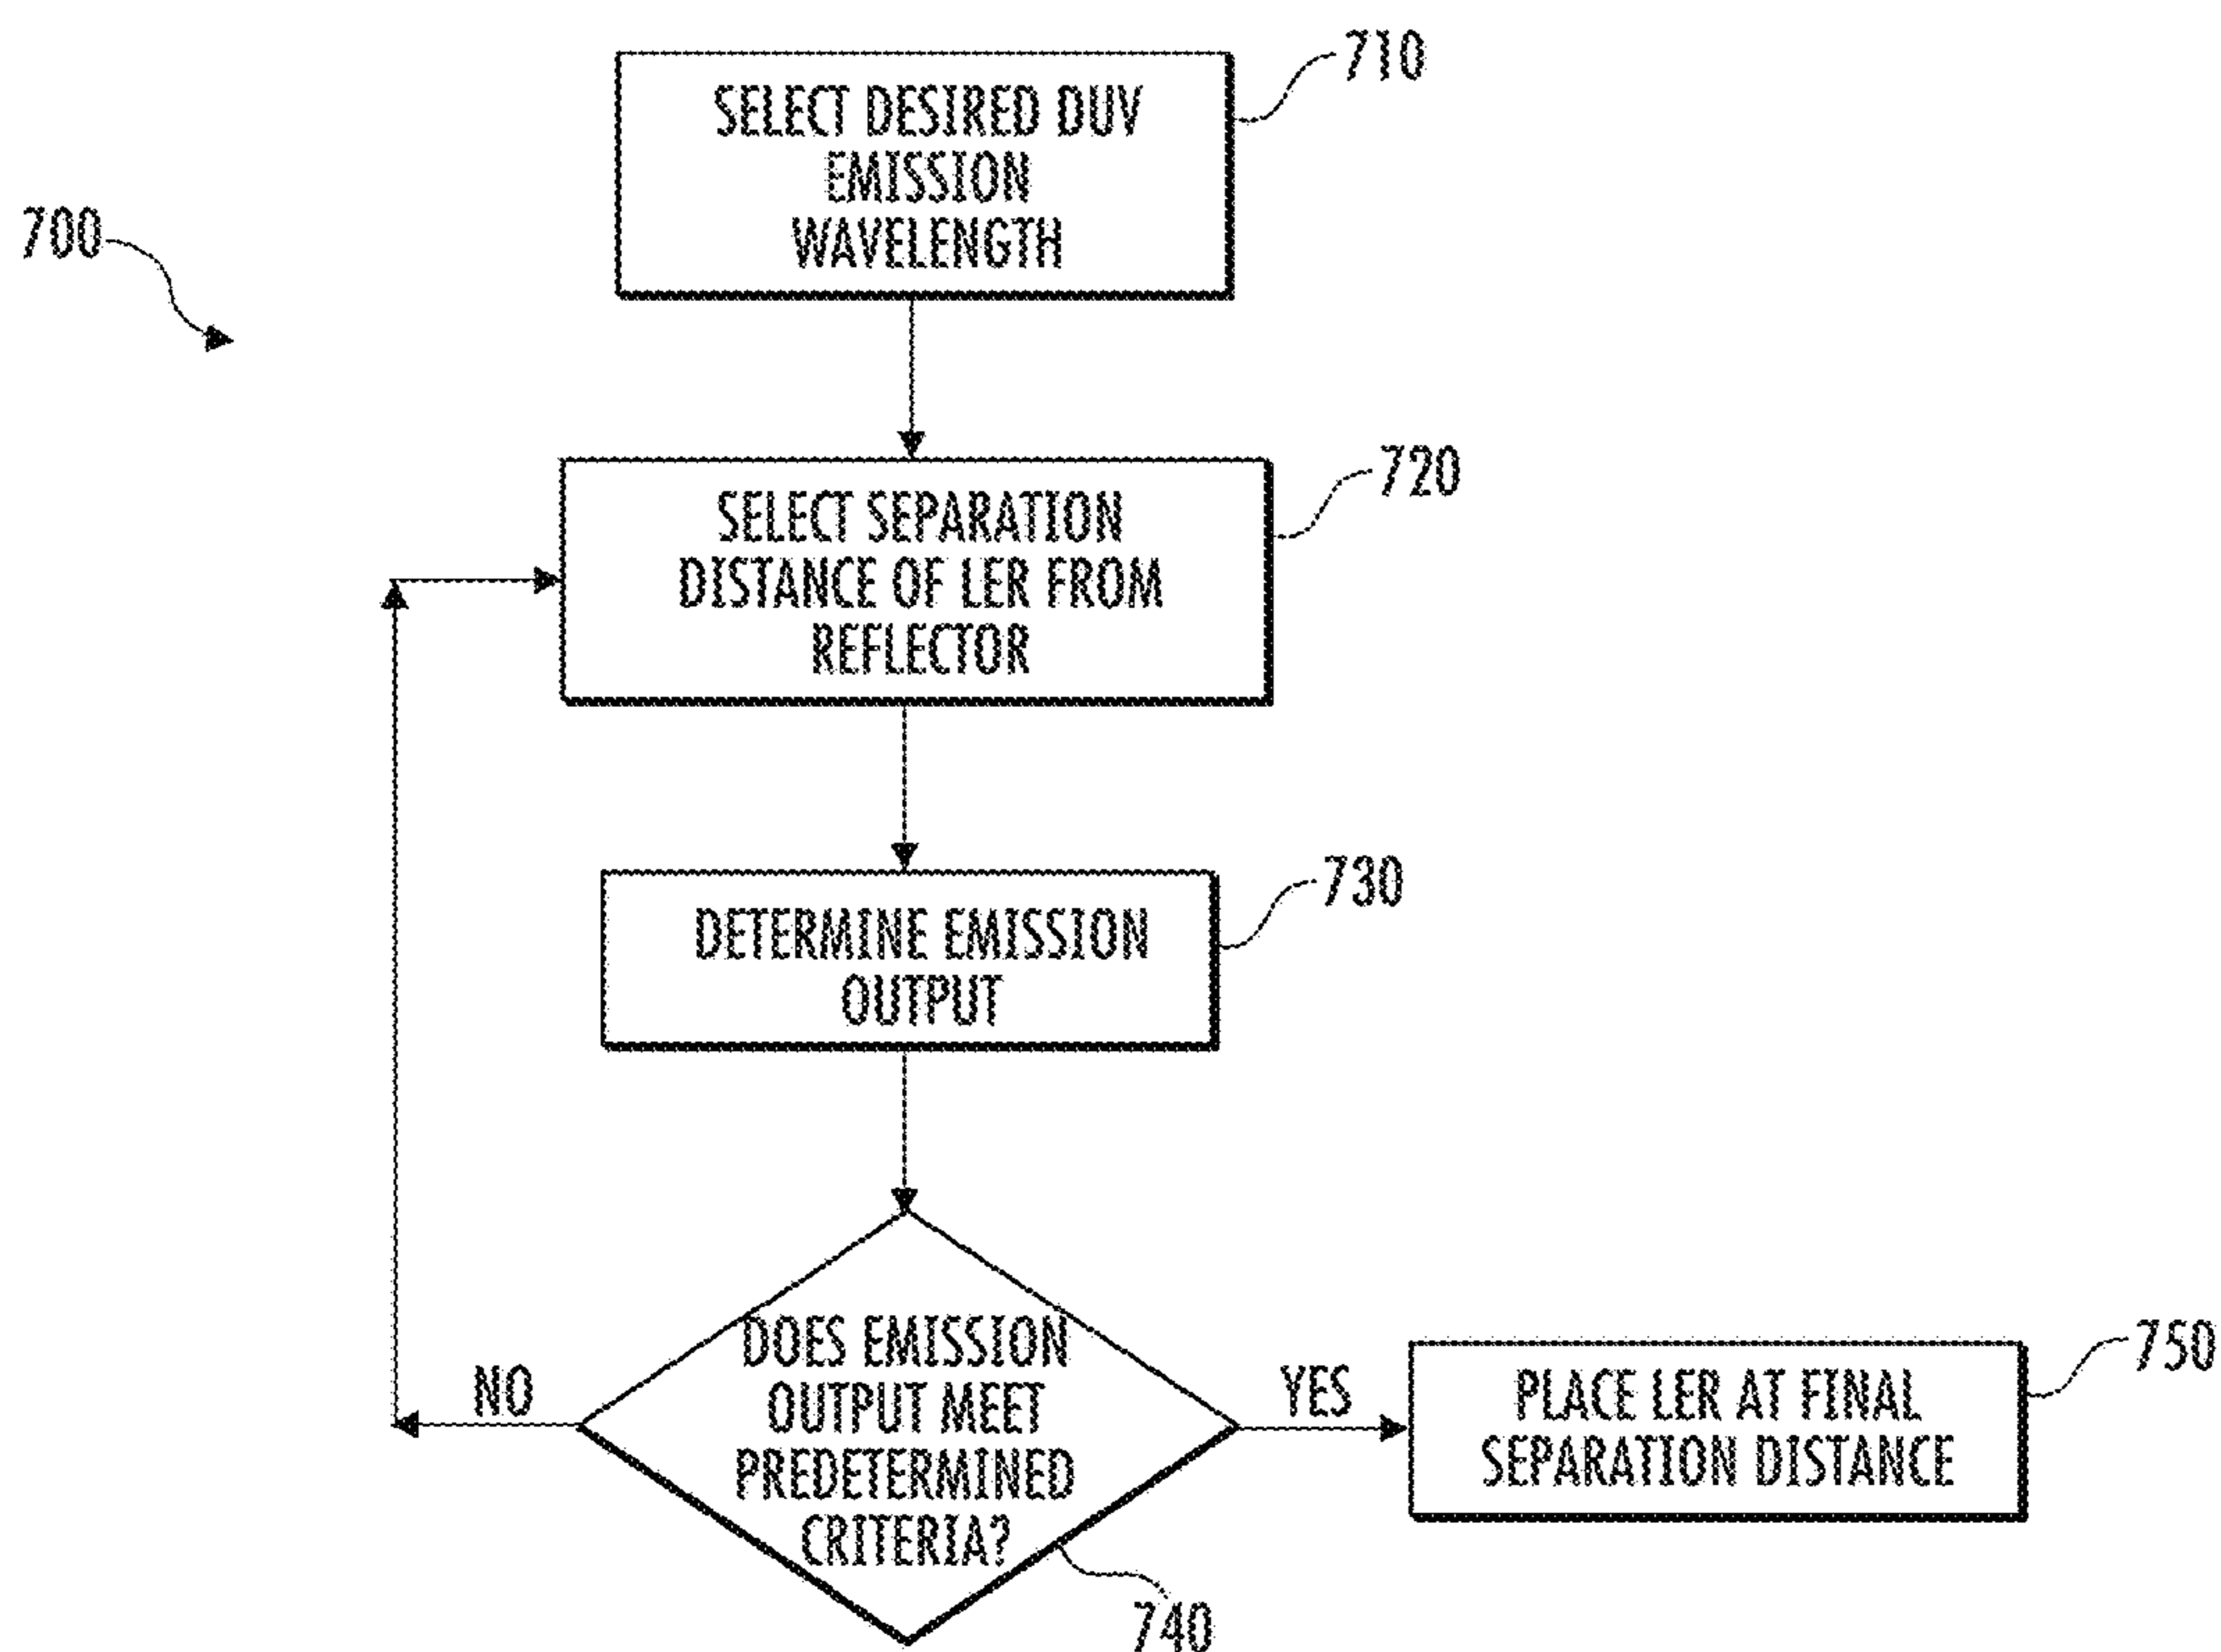 710
SELECT DESIRED DUV
EMISSION
WAVELENGTH
700
720
SELECT SEPARATION
DISTANCE OF LER FROM
REFLECTOR
730
DETERMINE EMISSION
OUTPUT
DOES EMISSION
OUTPUT MEET
PREDETERMINED
CRITERIA?
NO
YES
750
PLACE LER AT FINAL
SEPARATION DISTANCE
740